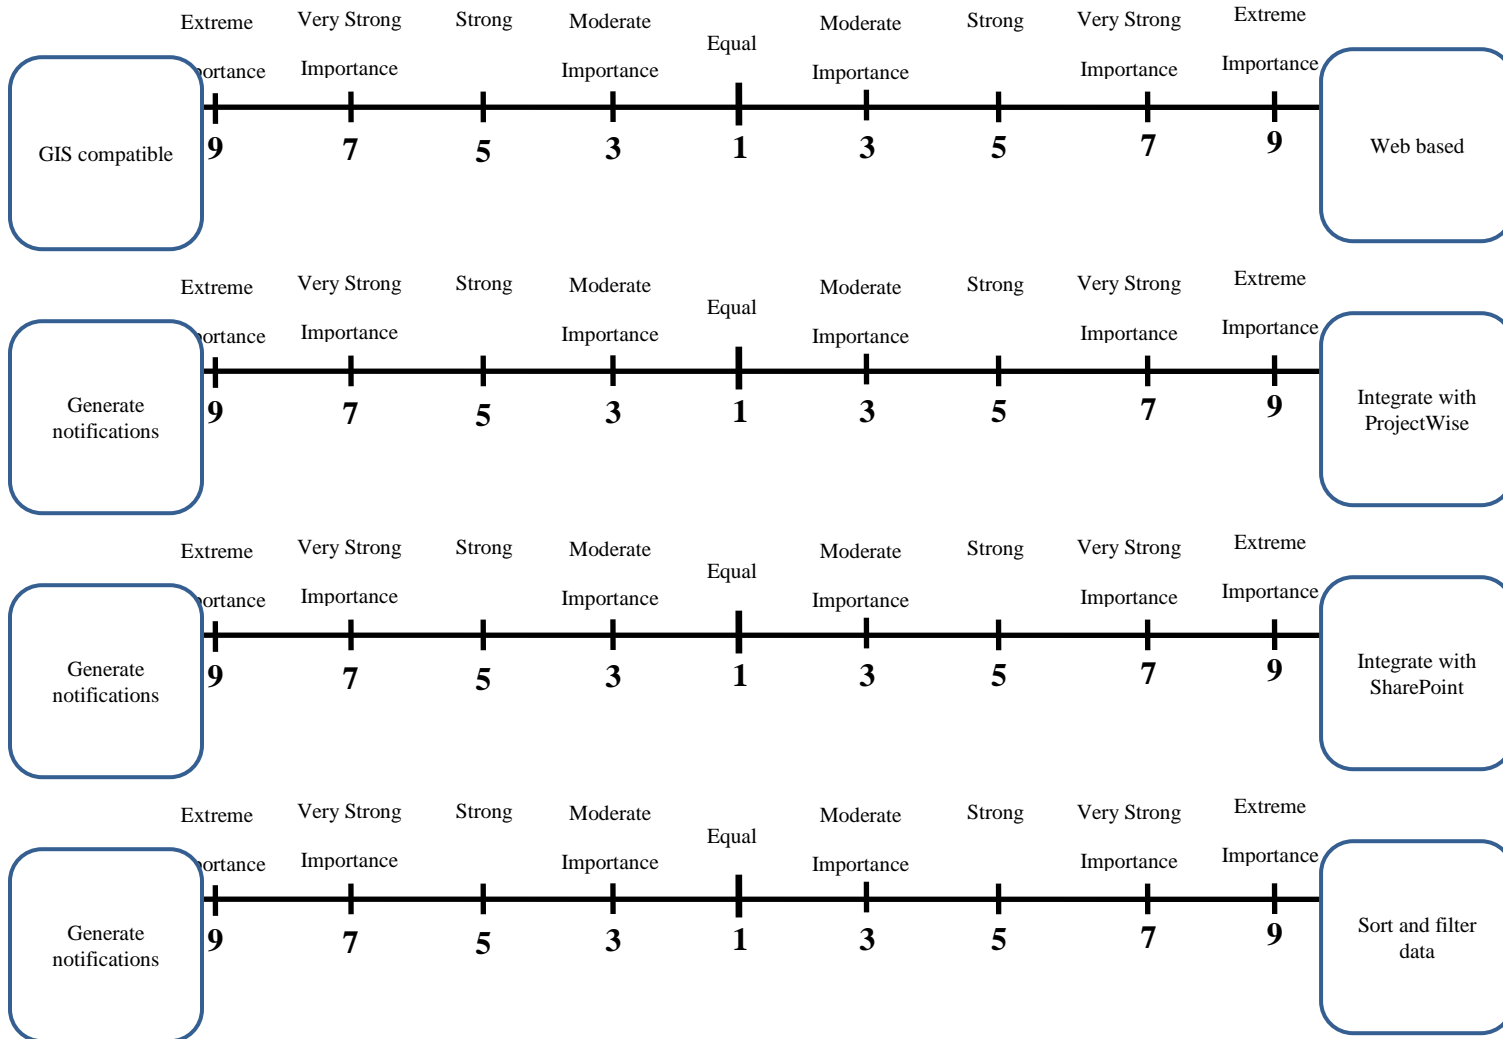 Extreme Very Strong Strong Moderate Equal Moderate Strong Very Strong Extreme
portance Importance Importance Importance Importance Importance
GIS compatible
9 7 5 3 1 3 5 7 9
Web based
Extreme Very Strong Strong Moderate Equal Moderate Strong Very Strong Extreme
portance Importance Importance Importance Importance Importance
Generate
notifications
9 7 5 3 1 3 5 7 9
Integrate with
ProjectWise
Extreme Very Strong Strong Moderate Equal Moderate Strong Very Strong Extreme
portance Importance Importance Importance Importance Importance
Generate
notifications
9 7 5 3 1 3 5 7 9
Integrate with
SharePoint
Extreme Very Strong Strong Moderate Equal Moderate Strong Very Strong Extreme
portance Importance Importance Importance Importance Importance
Generate
notifications
9 7 5 3 1 3 5 7 9
Sort and filter
data